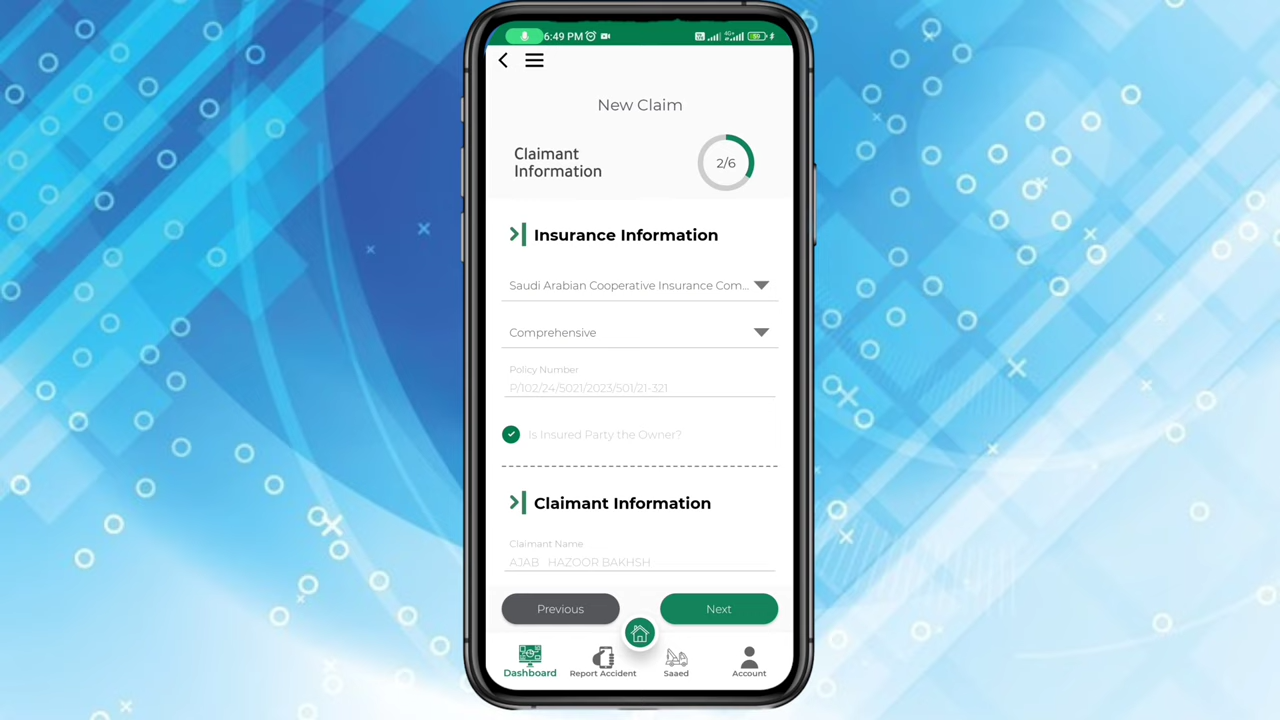 6:49 PM
New Claim
Claimant
Information
2/6
Insurance Information
Saudi Arabian Cooperative Insurance Com...
Comprehensive
Policy Number
P/102/24/5021/2023/501/21-321
Is Insured Party the Owner?
Claimant Information
Claimant Name
AJAB - HAZOOR BAKHSH
Previous
Next
Dashboard
Report Accident
Saaed
Account